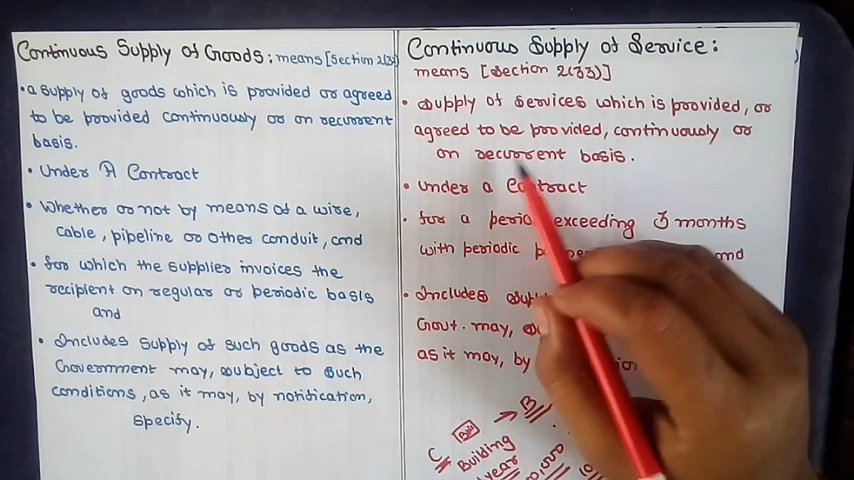 Continuous Supply of Goods: means [Section 2(32)
• a supply of goods which is provided or agreed
to be provided continuously or on recurrent
basis.
• Under A Contract
• Whether or not by means of a wire,
cable, pipeline or other conduit, and
• for which the supplier invoices the
recipient on regular or periodic basis
and
• Includes supply of such goods as the
Government may, subject to such
conditions, as it may, by notification,
specify.
Continuous Supply of Service:
means [Section 2(33)]
• Supply of Services which is provided, or
agreed to be provided, continuously or
on recurrent basis.
• Under a Contract
• for a period exceeding 3 months
with periodic and
• Includes
Govt. may,
as it may, by
C → B
Building
year